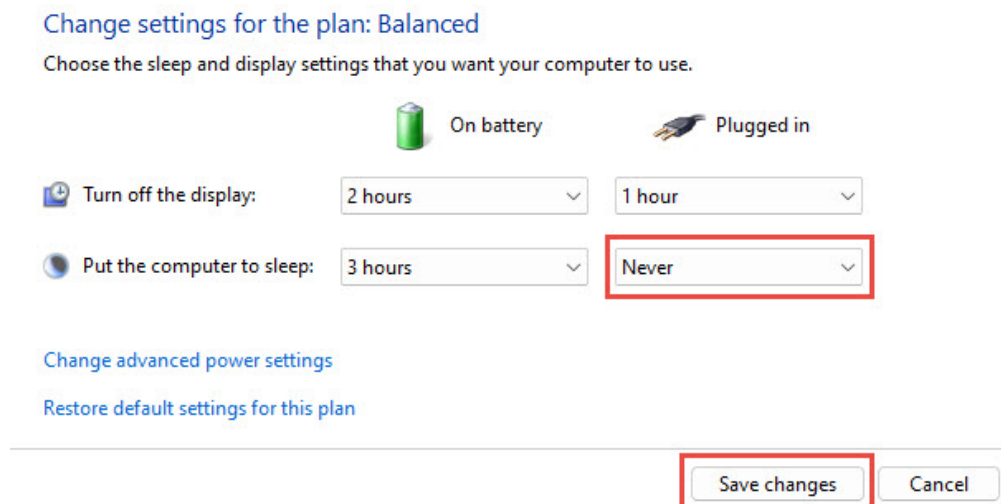 Change settings for the plan: Balanced
Choose the sleep and display settings that you want your computer to use.
On battery Plugged in
Turn off the display: 2 hours 1 hour
Put the computer to sleep: 3 hours Never
Change advanced power settings
Restore default settings for this plan
Save changes Cancel